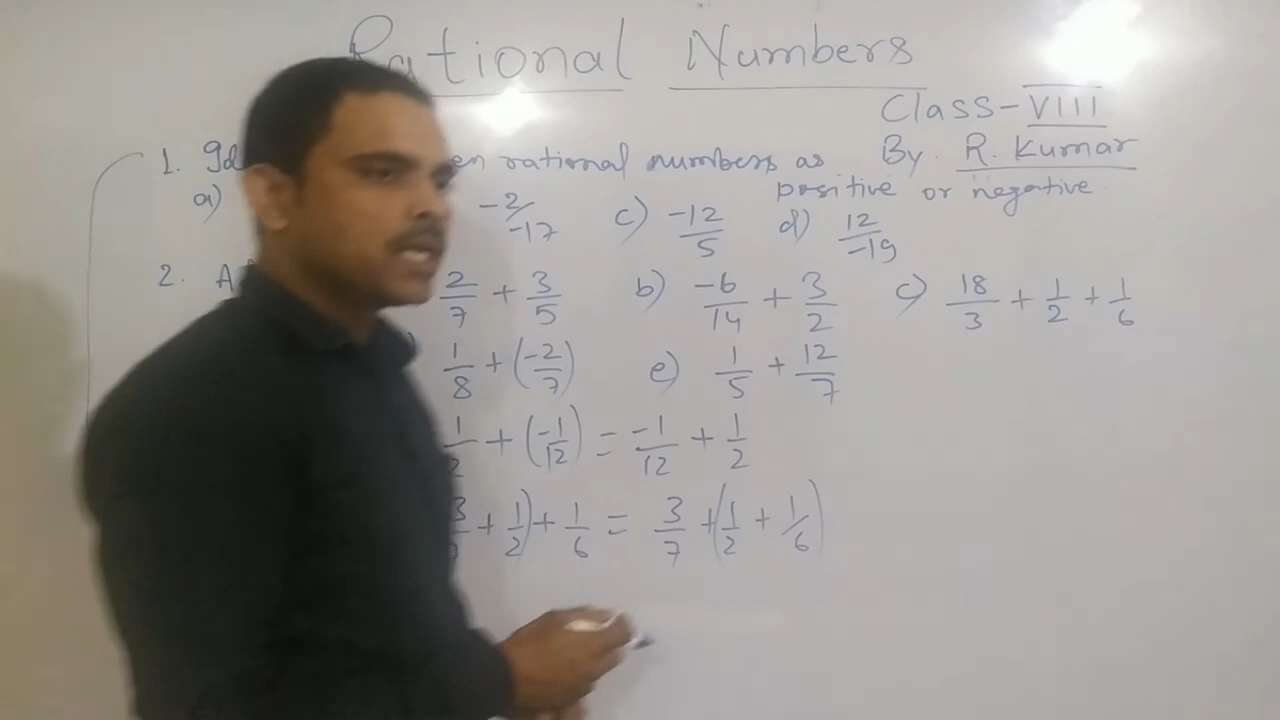 Rational Numbers
Class-VIII
By R. Kumar
1. rational numbers as
positive or negative
a) -2/-17 c) -12/5 d) 12/-19
2. 2/7 + 3/5 b) -6/14 + 3/2 c) 18/3 + 1/2 + 1/6
1/8 + (-2/7) e) 1/5 + 12/7
1/2 + (-1/12) = -1/12 + 1/2
+ 1/2) + 1/6 = 3/7 + (1/2 + 1/6)